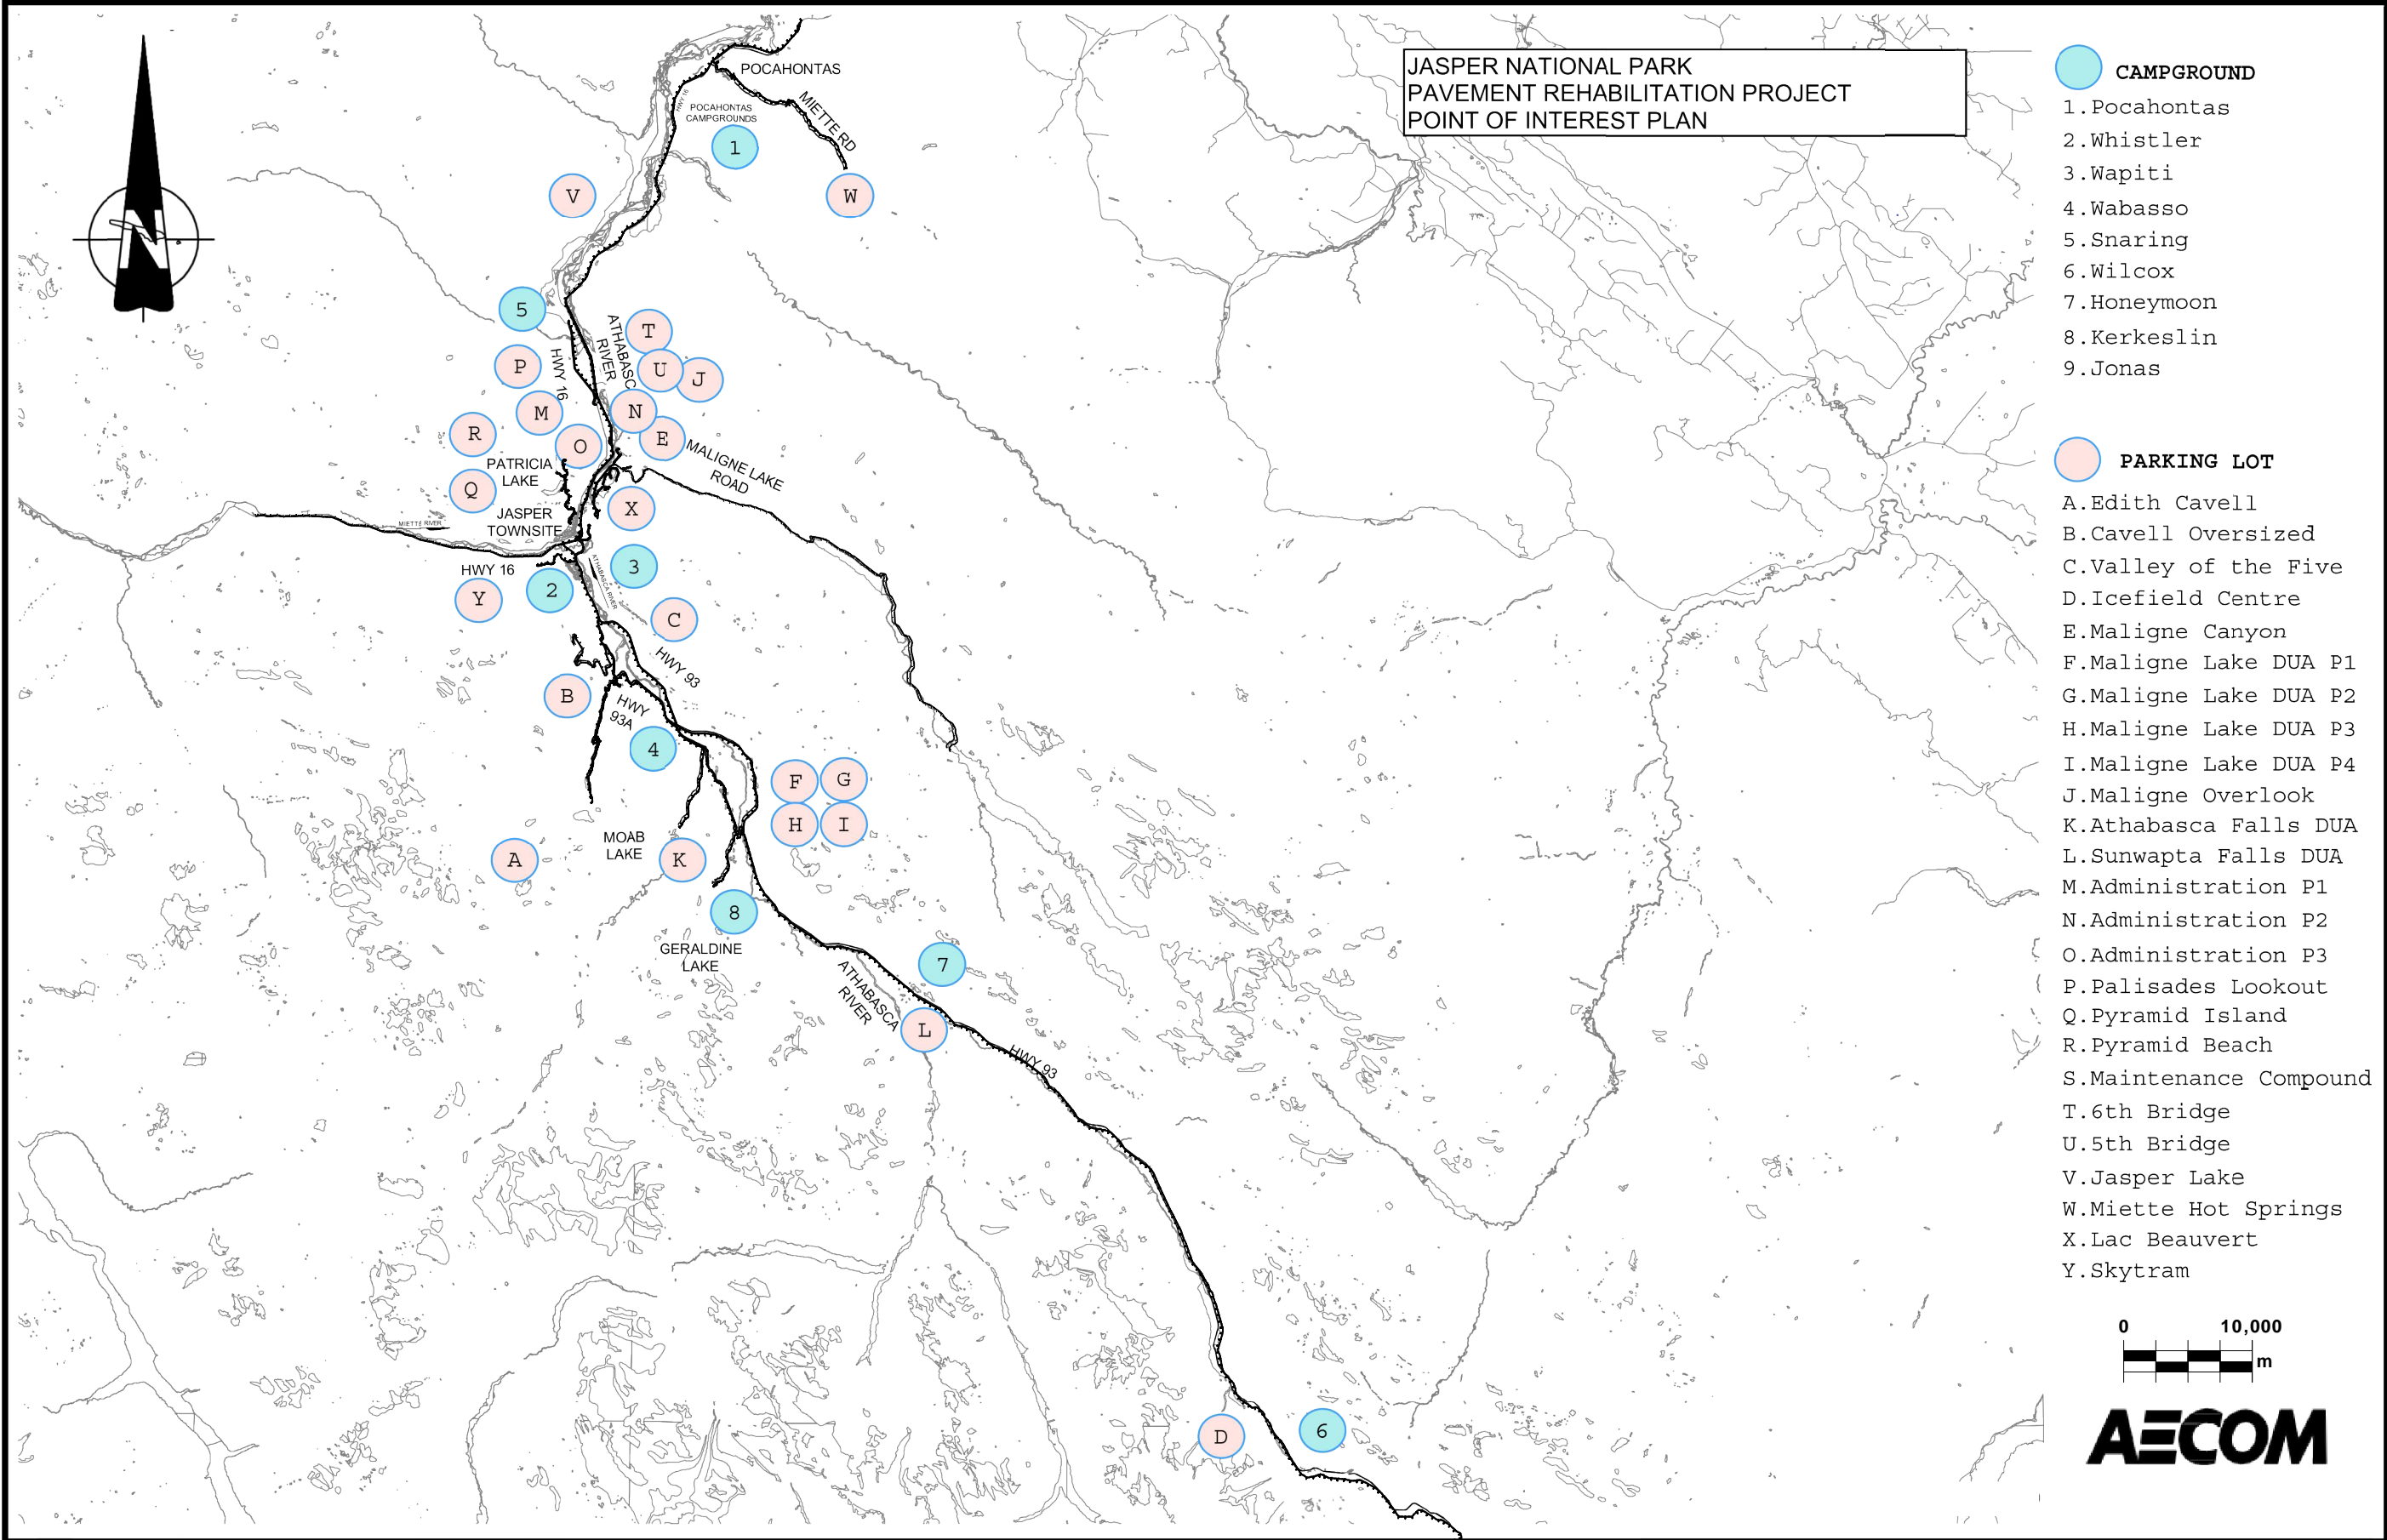 JASPER NATIONAL PARK
PAVEMENT REHABILITATION PROJECT
POINT OF INTEREST PLAN
N
POCAHONTAS
HWY 16
POCAHONTAS
CAMPGROUNDS
MIETTE RD
1
V
W
5
T
ATHABASC
RIVER
HWY 16
P
U
J
M
N
R
O
E
MALIGNE LAKE
ROAD
PATRICIA
LAKE
Q
X
JASPER
TOWNSITE
MIETTE RIVER
HWY 16
ATHABASCA RIVER
3
2
Y
C
HWY 93
B
HWY
93A
4
F
G
H
I
MOAB
LAKE
A
K
8
GERALDINE
LAKE
7
ATHABASCA
RIVER
L
HWY 93
D
6
CAMPGROUND
1.Pocahontas
2.Whistler
3.Wapiti
4.Wabasso
5.Snaring
6.Wilcox
7.Honeymoon
8.Kerkeslin
9.Jonas
PARKING LOT
A.Edith Cavell
B.Cavell Oversized
C.Valley of the Five
D.Icefield Centre
E.Maligne Canyon
F.Maligne Lake DUA P1
G.Maligne Lake DUA P2
H.Maligne Lake DUA P3
I.Maligne Lake DUA P4
J.Maligne Overlook
K.Athabasca Falls DUA
L.Sunwapta Falls DUA
M.Administration P1
N.Administration P2
O.Administration P3
P.Palisades Lookout
Q.Pyramid Island
R.Pyramid Beach
S.Maintenance Compound
T.6th Bridge
U.5th Bridge
V.Jasper Lake
W.Miette Hot Springs
X.Lac Beauvert
Y.Skytram
0 10,000
m
AECOM